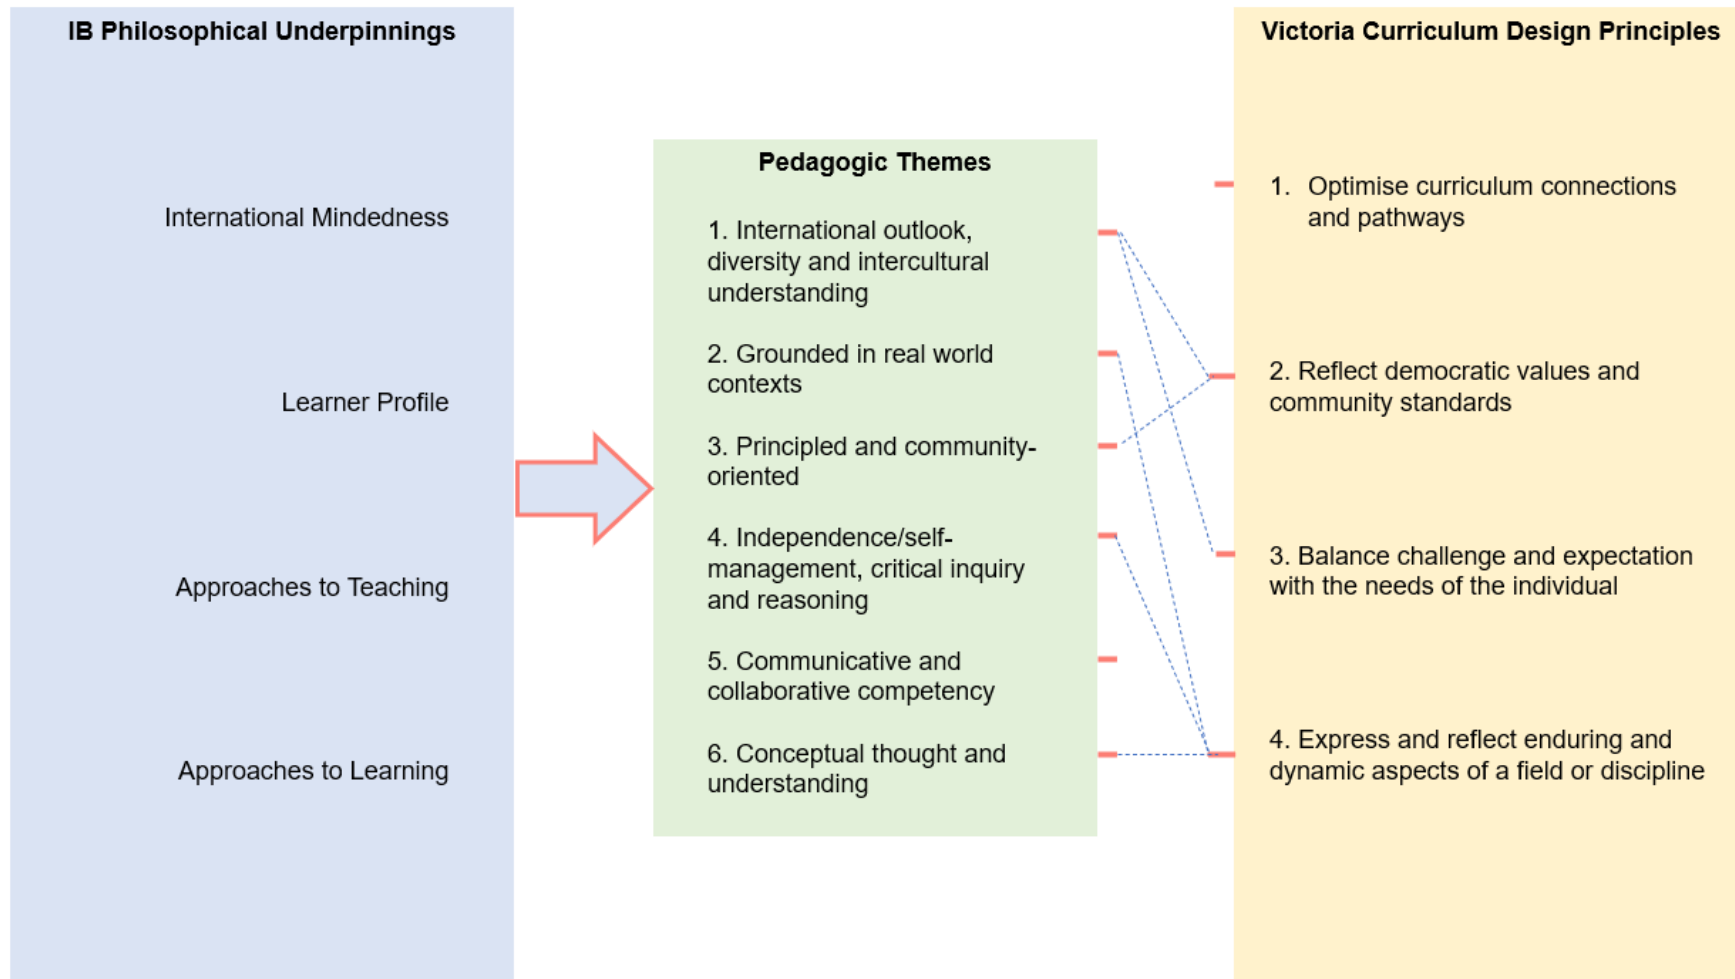 IB Philosophical Underpinnings
International Mindedness
Learner Profile
Approaches to Teaching
Approaches to Learning
Pedagogic Themes
1. International outlook,
diversity and intercultural
understanding
2. Grounded in real world
contexts
3. Principled and community-
oriented
4. Independence/self-
management, critical inquiry
and reasoning
5. Communicative and
collaborative competency
6. Conceptual thought and
understanding
Victoria Curriculum Design Principles
1. Optimise curriculum connections
and pathways
2. Reflect democratic values and
community standards
3. Balance challenge and expectation
with the needs of the individual
4. Express and reflect enduring and
dynamic aspects of a field or discipline